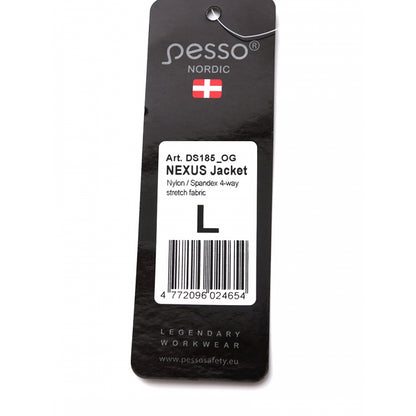 pesso®
NORDIC
Art. DS185_OG
NEXUS Jacket
Nylon / Spandex 4-way
stretch fabric
L
4 772096 024654
LEGENDARY
WORKWEAR
www.pessosafety.eu